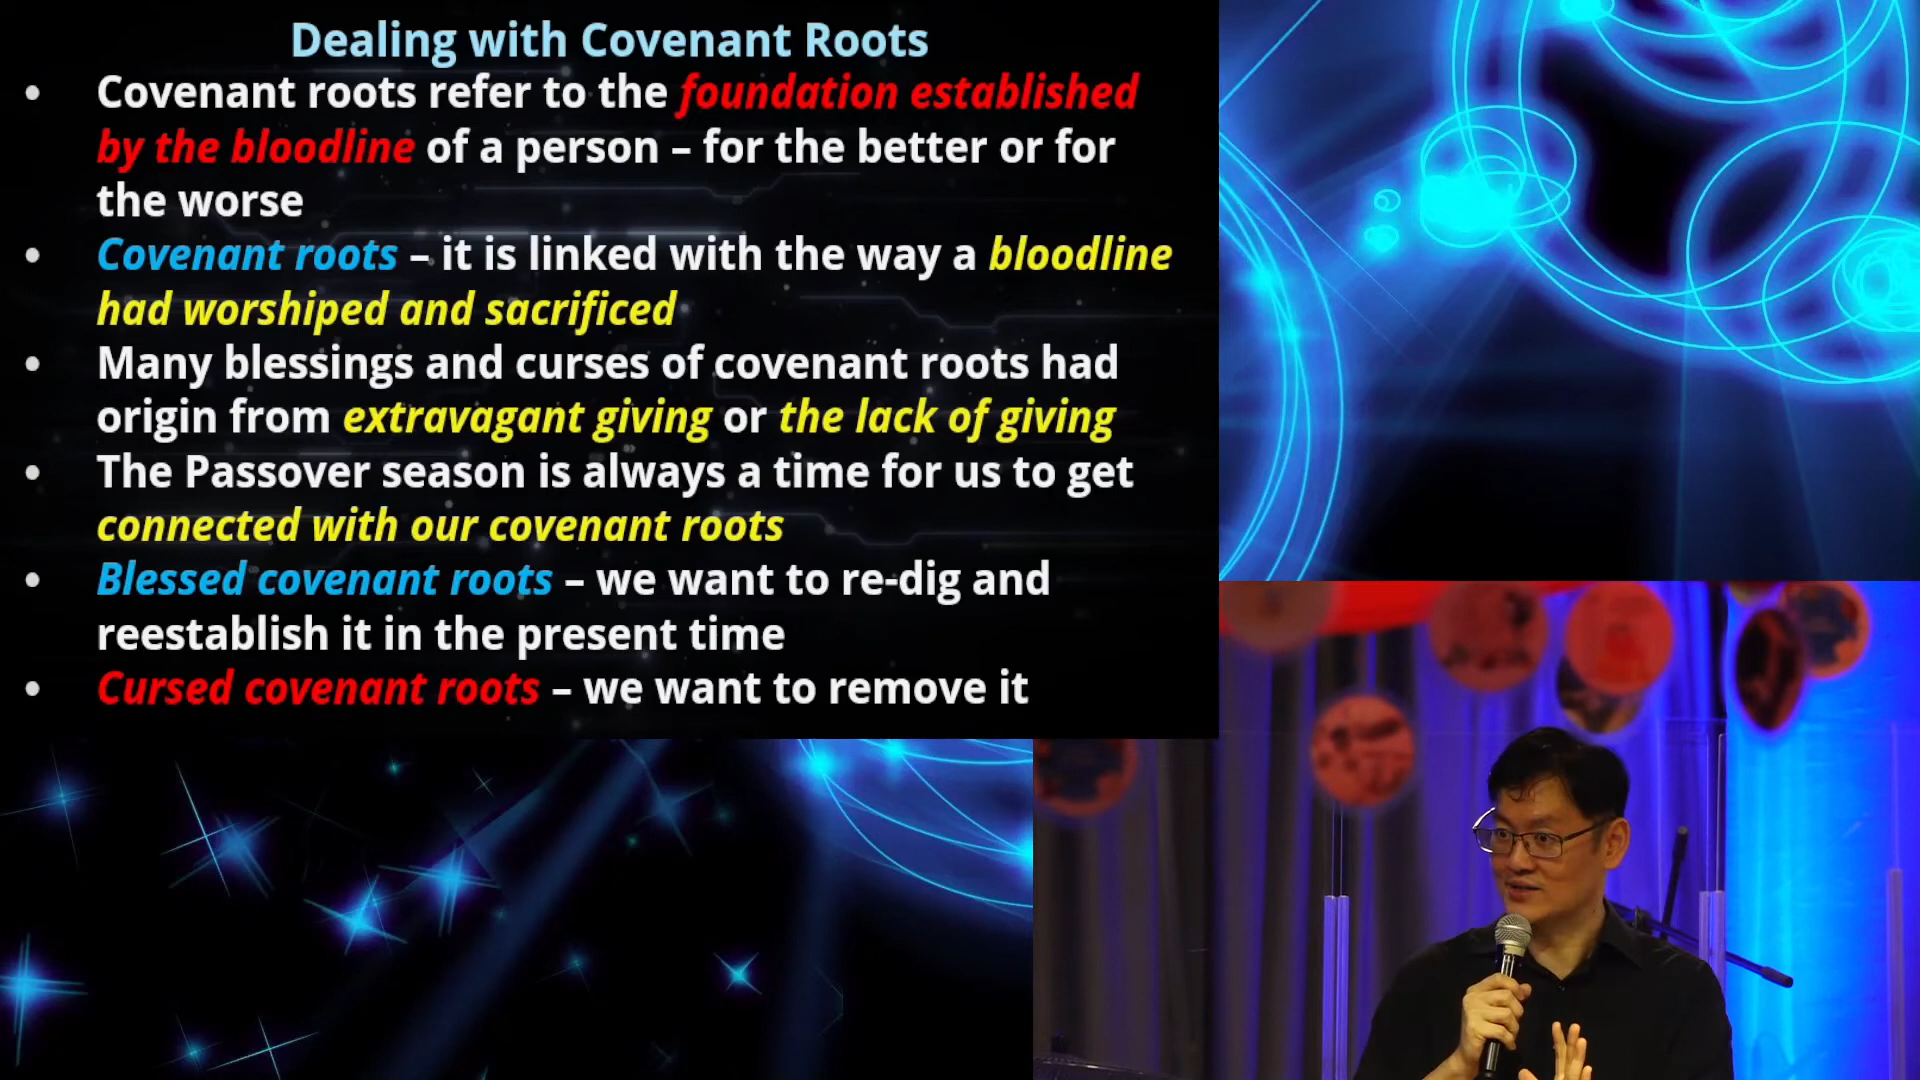 Dealing with Covenant Roots
• Covenant roots refer to the foundation established
by the bloodline of a person – for the better or for
the worse
• Covenant roots – it is linked with the way a bloodline
had worshiped and sacrificed
• Many blessings and curses of covenant roots had
origin from extravagant giving or the lack of giving
• The Passover season is always a time for us to get
connected with our covenant roots
• Blessed covenant roots – we want to re-dig and
reestablish it in the present time
• Cursed covenant roots – we want to remove it